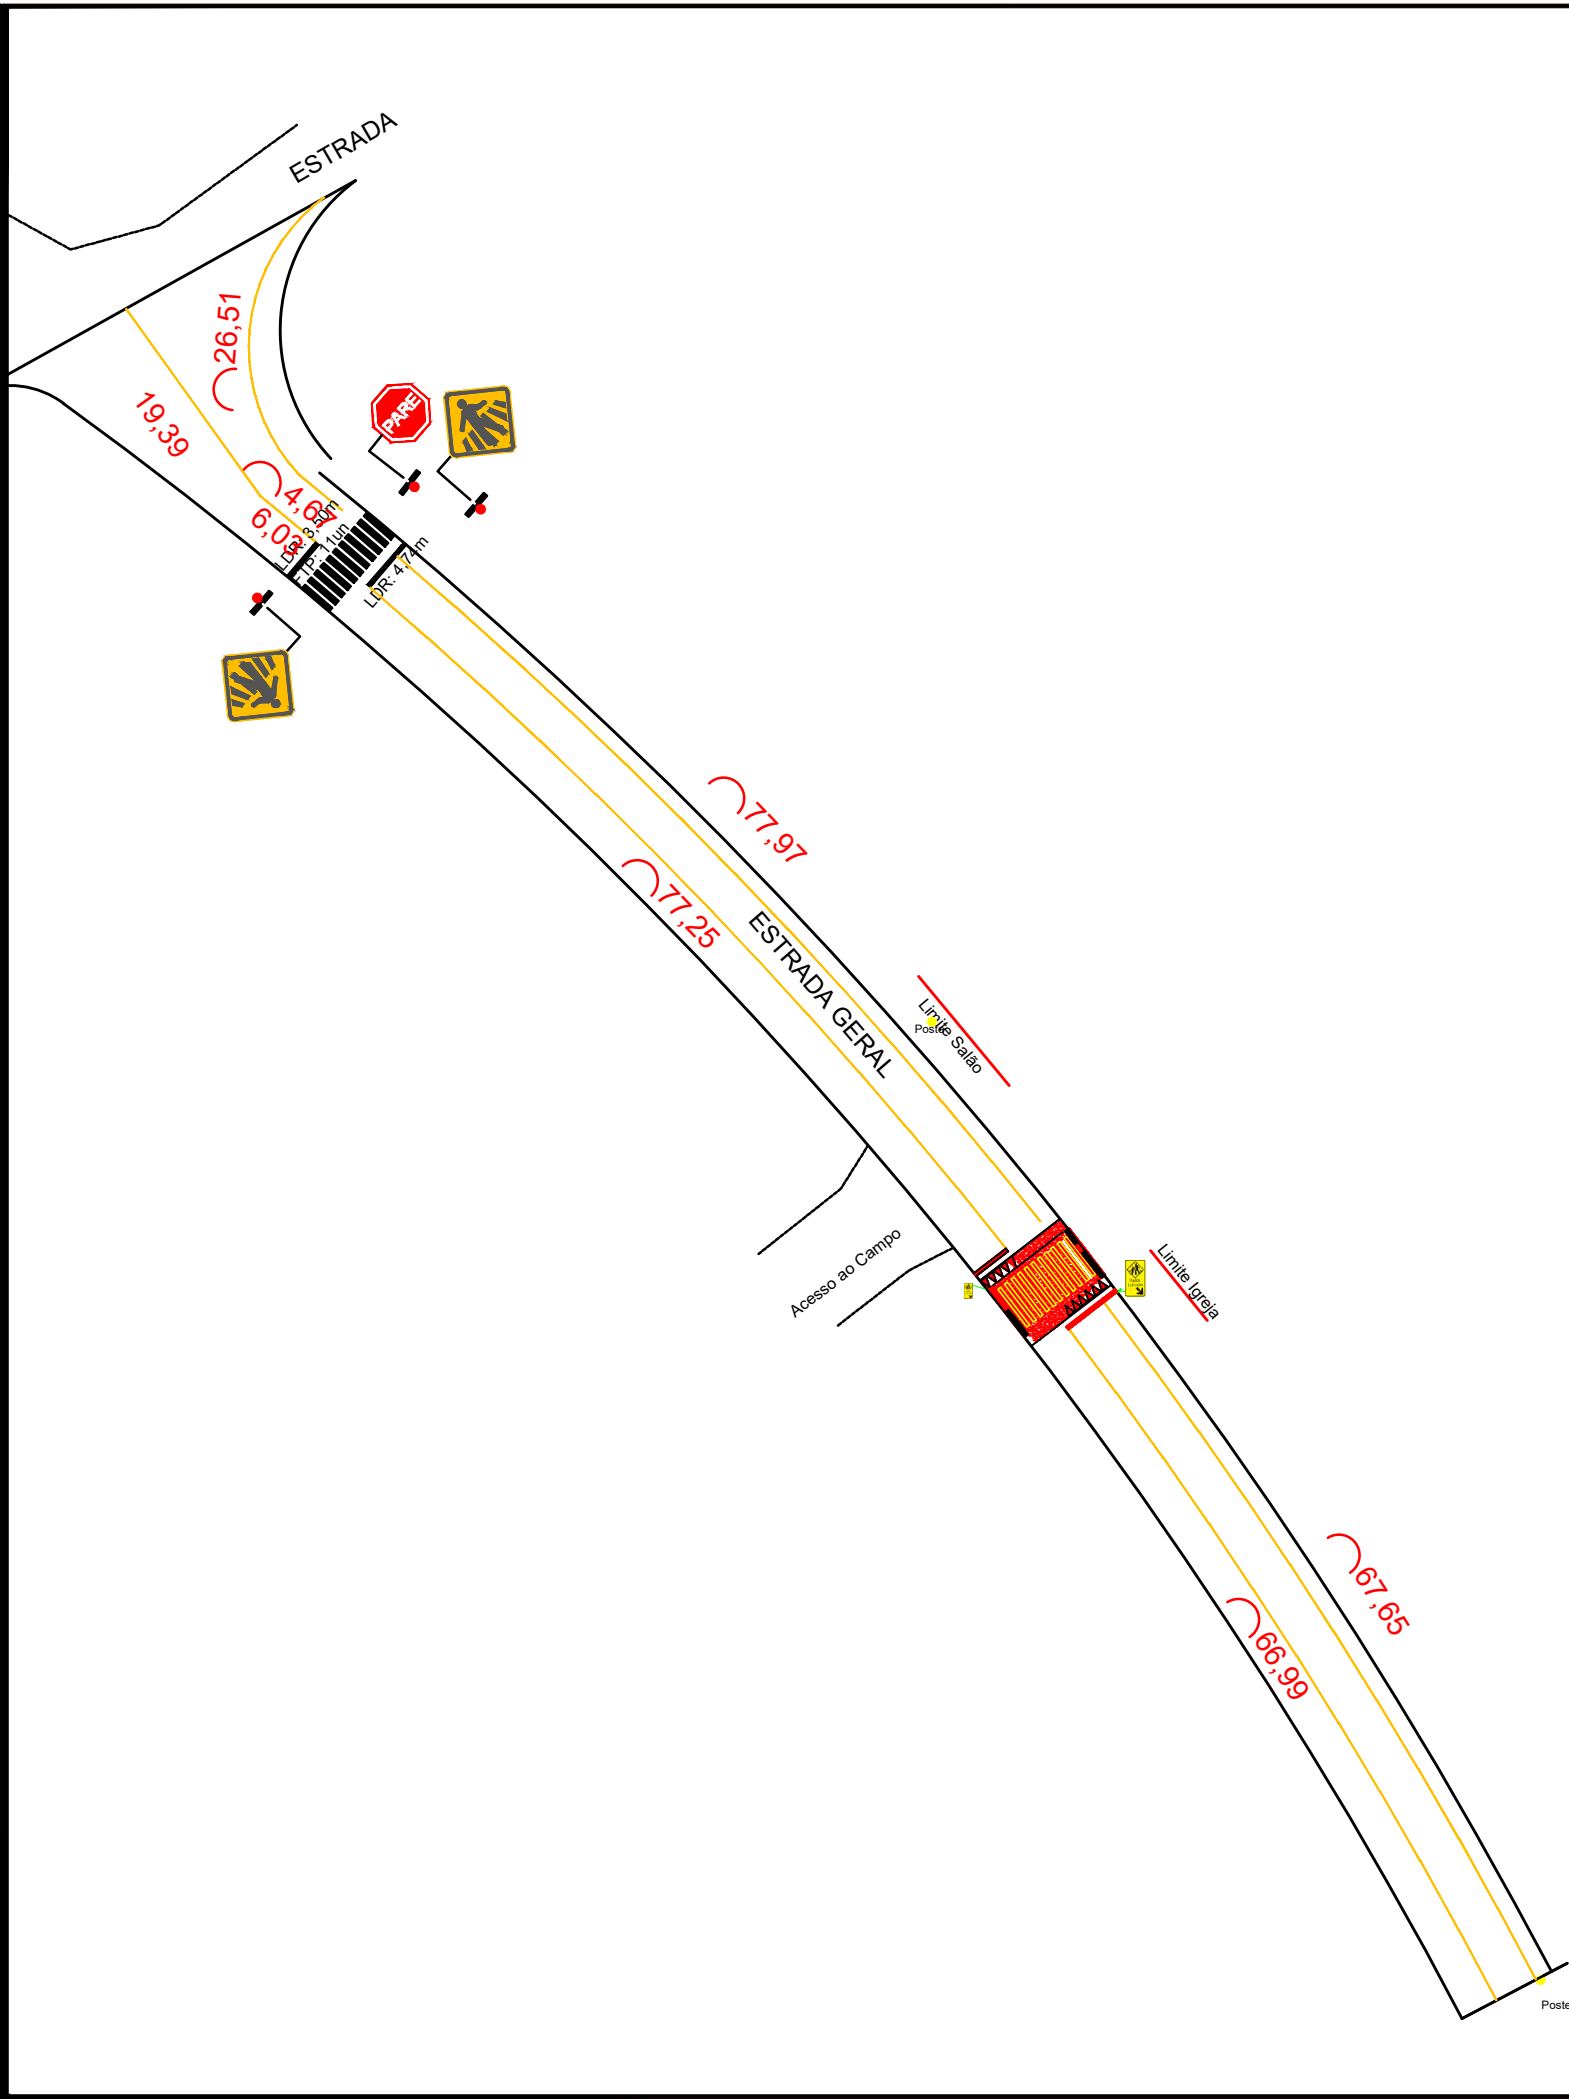 ESTRADA
26,51
19,39
PARE
4,67
6,03
LDR: 3,50m
FTP: 11un
LDR: 4,74m
77,97
77,25
ESTRADA GERAL
Limite Salão
Poste
Acesso ao Campo
Limite Igreja
67,65
66,99
Poste